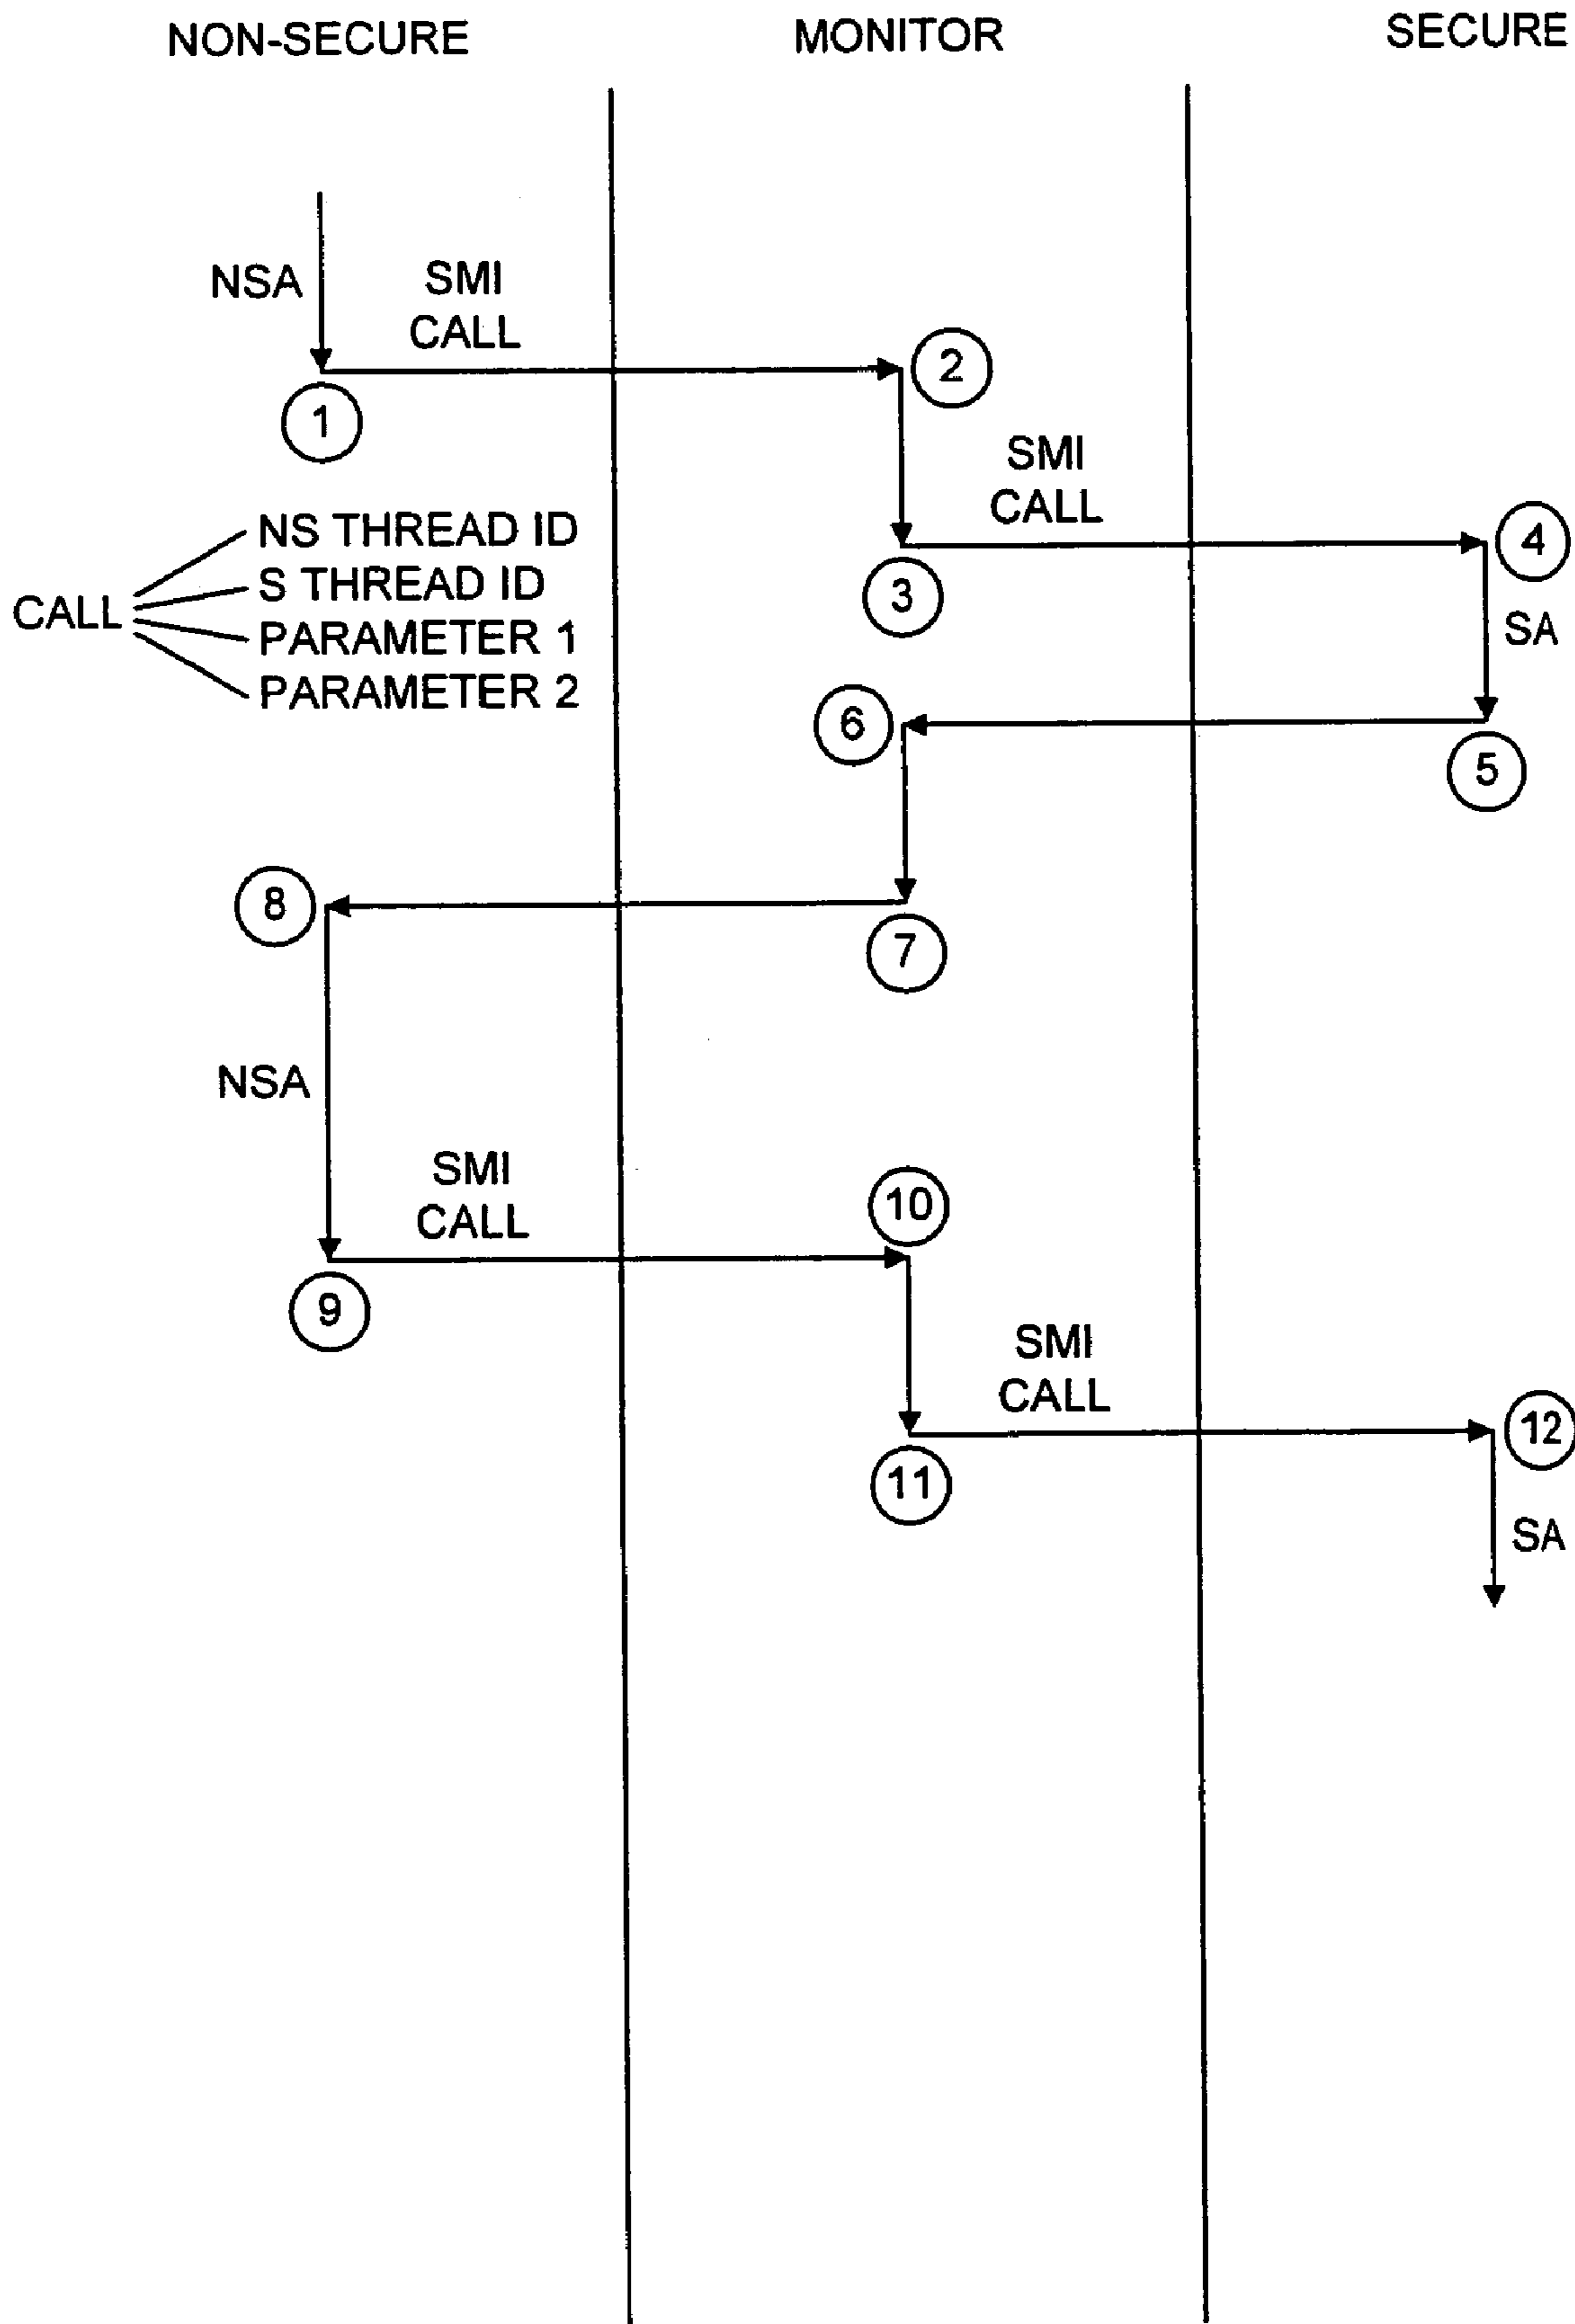 NON-SECURE
MONITOR
SECURE
NSA
SMI
CALL
2
1
SMI
CALL
4
3
CALL
NS THREAD ID
S THREAD ID
PARAMETER 1
PARAMETER 2
SA
6
5
8
7
NSA
SMI
CALL
10
9
SMI
CALL
12
11
SA